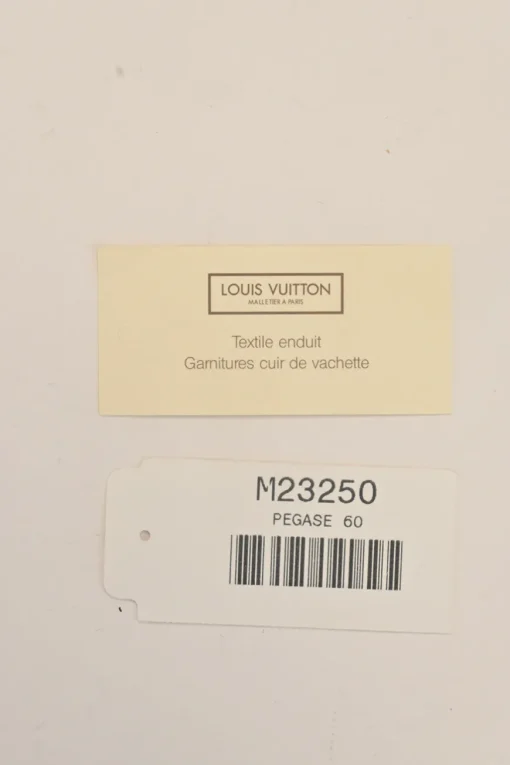 LOUIS VUITTON
MALLETIER A PARIS
Textile enduit
Garnitures cuir de vachette
M23250
PEGASE 60